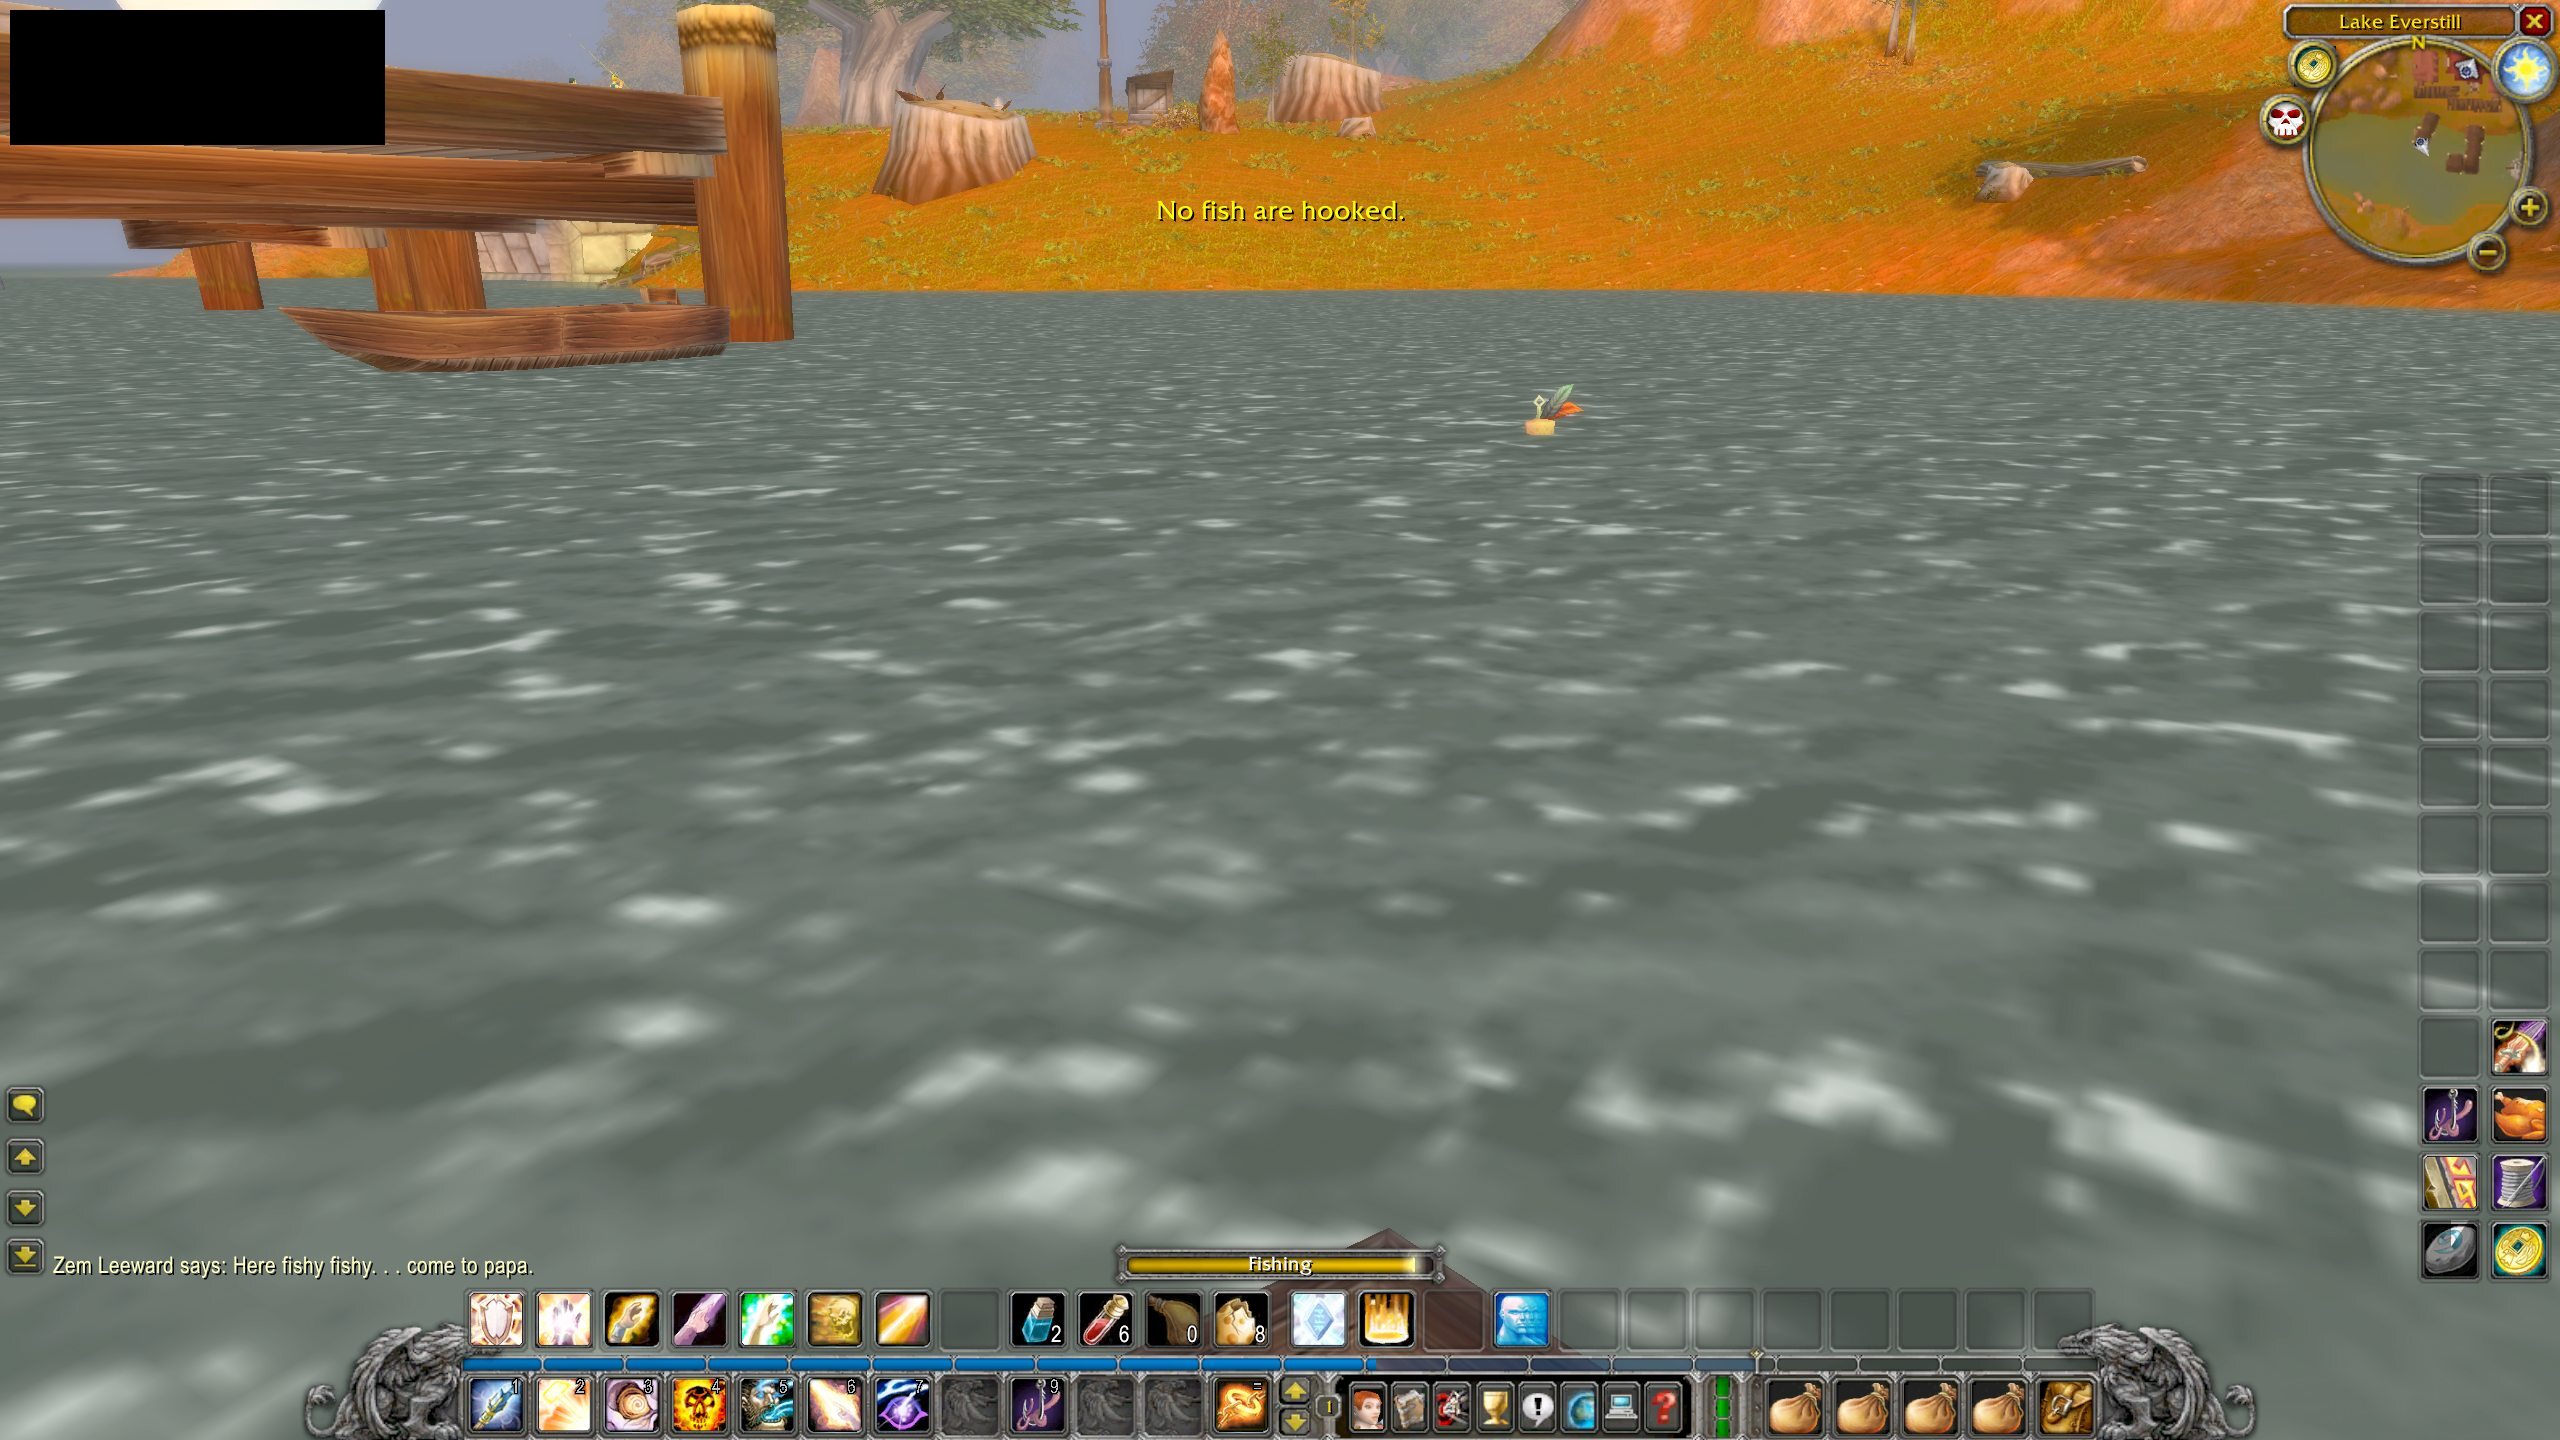 Lake Everstill
N
No fish are hooked.
Zem Leeward says: Here fishy fishy. . . come to papa.
Fishing
2
6
0
8
1
2
3
4
5
6
7
9
=
1